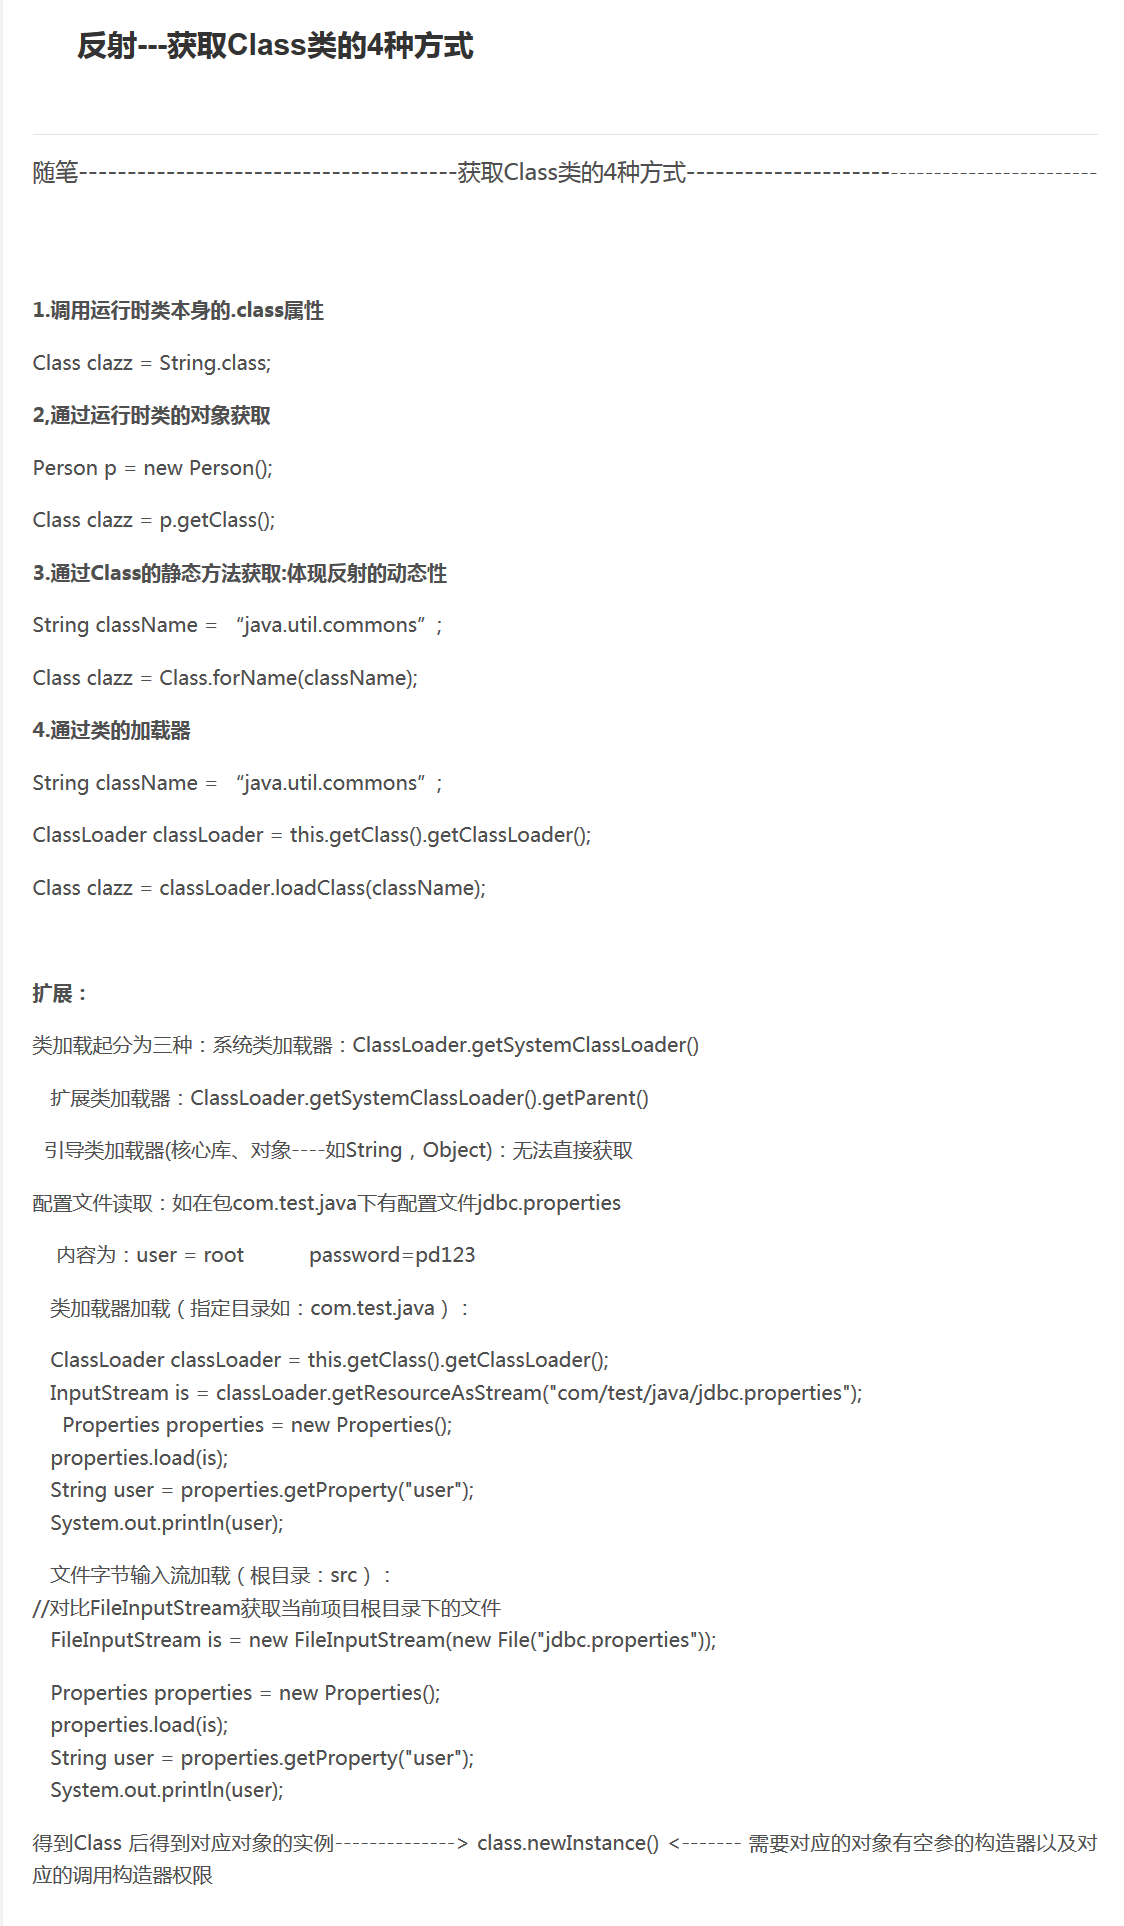 反射---获取Class类的4种方式
随笔---------------------------------------获取Class类的4种方式---------------------------------------------
1.调用运行时类本身的.class属性
Class clazz = String.class;
2,通过运行时类的对象获取
Person p = new Person();
Class clazz = p.getClass();
3.通过Class的静态方法获取:体现反射的动态性
String className = “java.util.commons”;
Class clazz = Class.forName(className);
4.通过类的加载器
String className = “java.util.commons”;
ClassLoader classLoader = this.getClass().getClassLoader();
Class clazz = classLoader.loadClass(className);
扩展：
类加载起分为三种：系统类加载器：ClassLoader.getSystemClassLoader()
扩展类加载器：ClassLoader.getSystemClassLoader().getParent()
引导类加载器(核心库、对象----如String，Object)：无法直接获取
配置文件读取：如在包com.test.java下有配置文件jdbc.properties
内容为：user = root password=pd123
类加载器加载（指定目录如：com.test.java）：
ClassLoader classLoader = this.getClass().getClassLoader();
InputStream is = classLoader.getResourceAsStream("com/test/java/jdbc.properties");
Properties properties = new Properties();
properties.load(is);
String user = properties.getProperty("user");
System.out.println(user);
文件字节输入流加载（根目录：src）：
//对比FileInputStream获取当前项目根目录下的文件
FileInputStream is = new FileInputStream(new File("jdbc.properties"));
Properties properties = new Properties();
properties.load(is);
String user = properties.getProperty("user");
System.out.println(user);
得到Class 后得到对应对象的实例--------------> class.newInstance() <------- 需要对应的对象有空参的构造器以及对
应的调用构造器权限